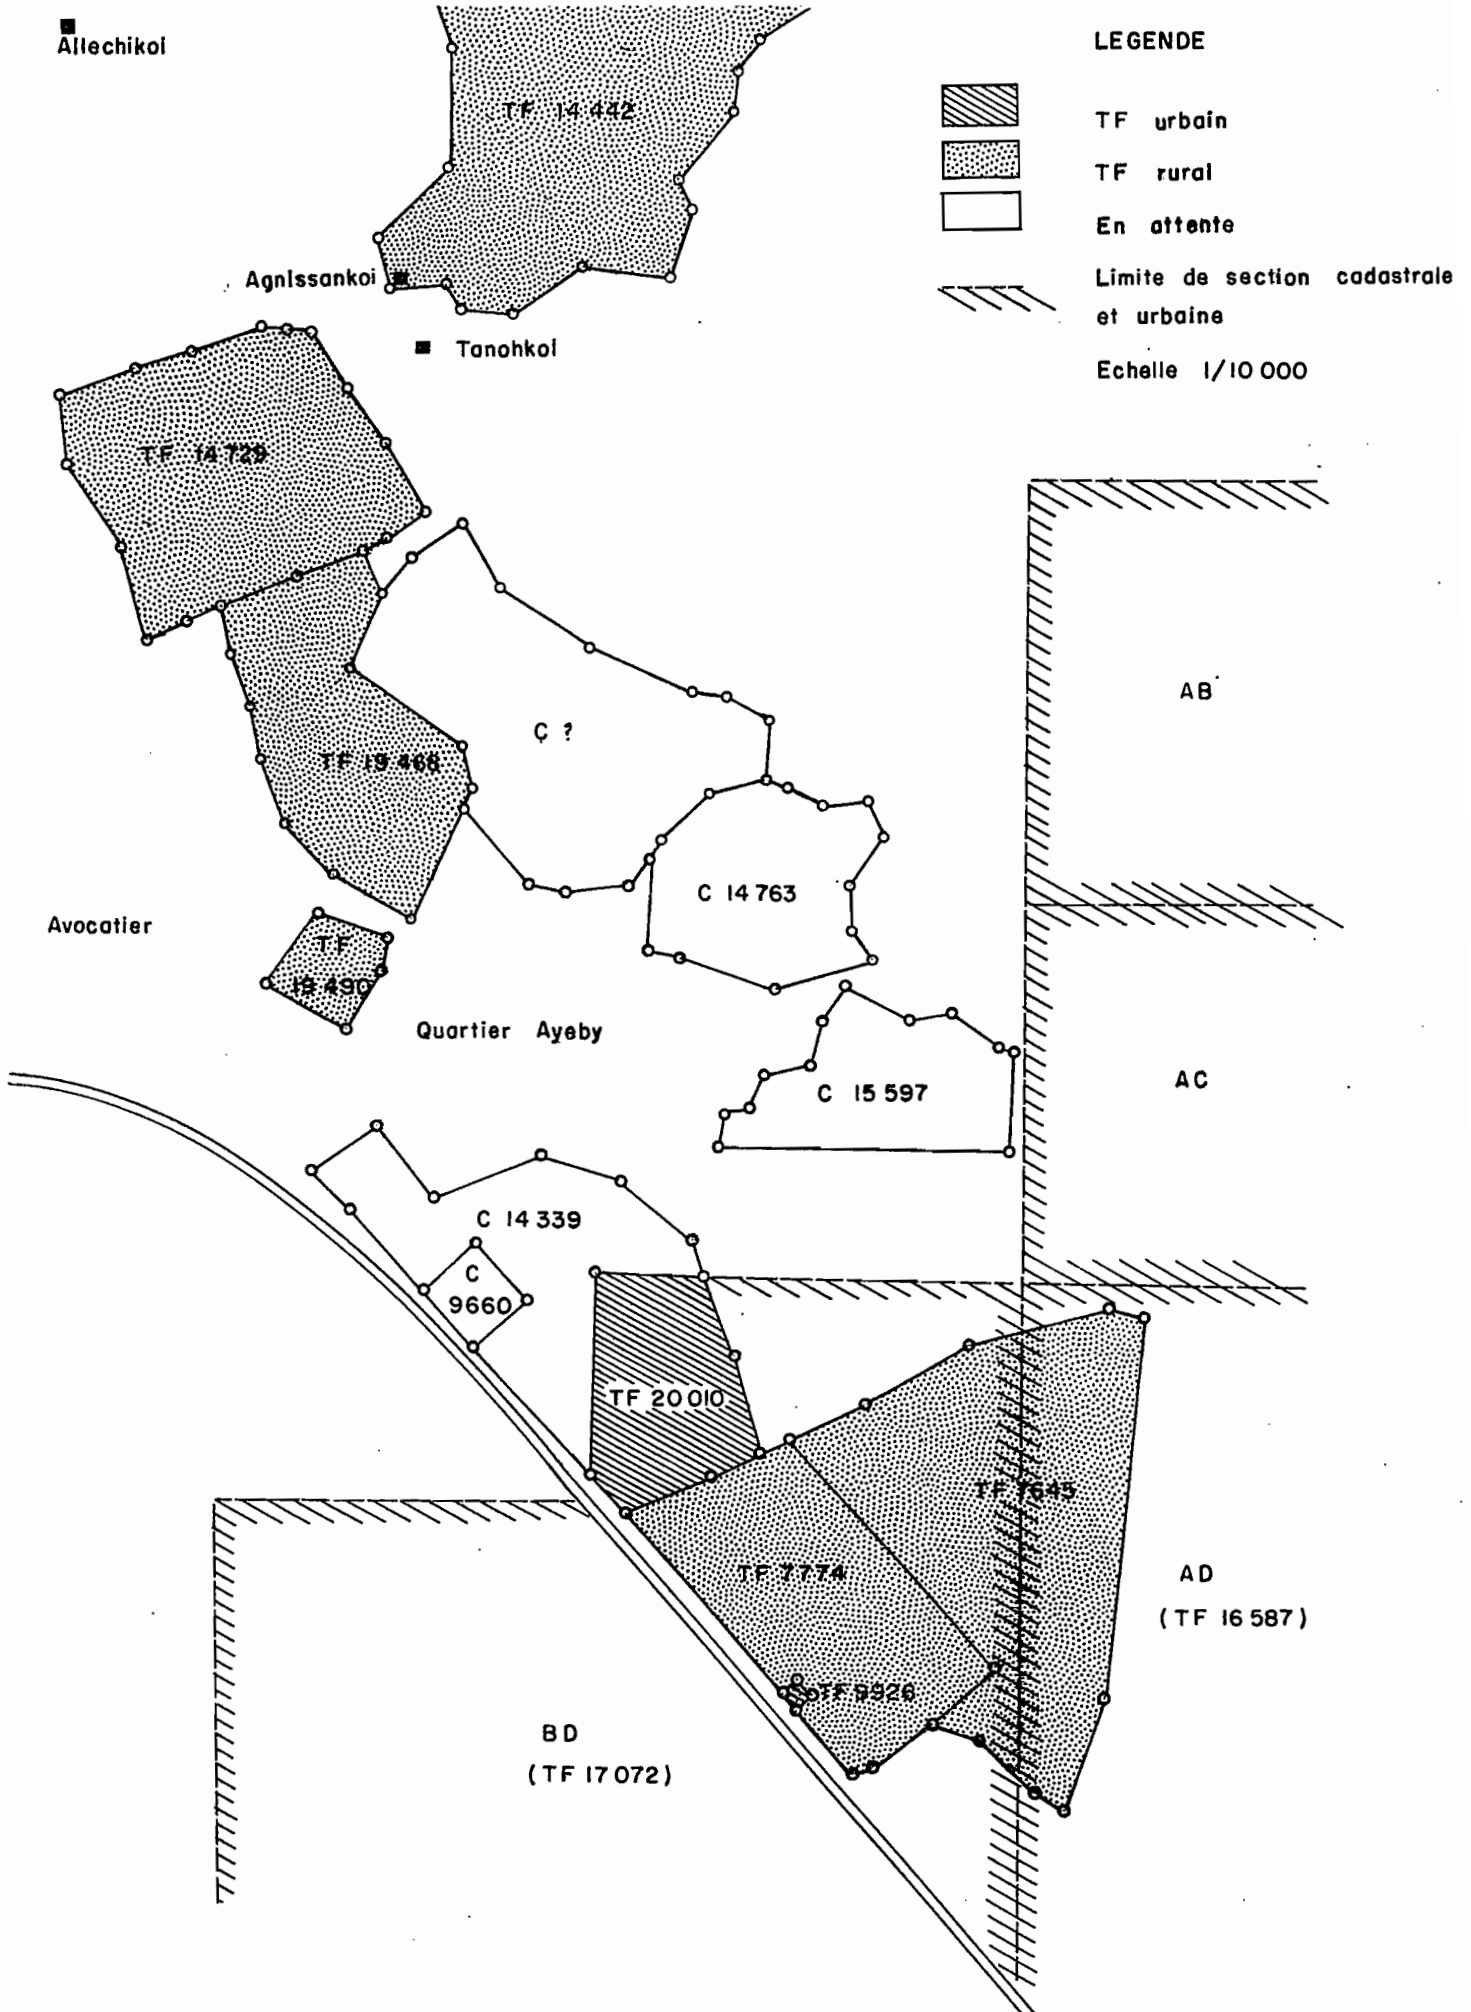 Allechikoi
LEGENDE
TF urbain
TF rural
En attente
Limite de section cadastrale
et urbaine
Echelle 1/10 000
TF 14 442
Agnissankoi
Tanohkoi
TF 14 729
AB
C ?
TF 19 468
C 14 763
Avocatier
TF
19 490
Quartier Ayeby
C 15 597
AC
C 14 339
C
9660
TF 20 010
TF 7645
TF 7774
AD
(TF 16 587)
TF 9926
BD
(TF 17 072)